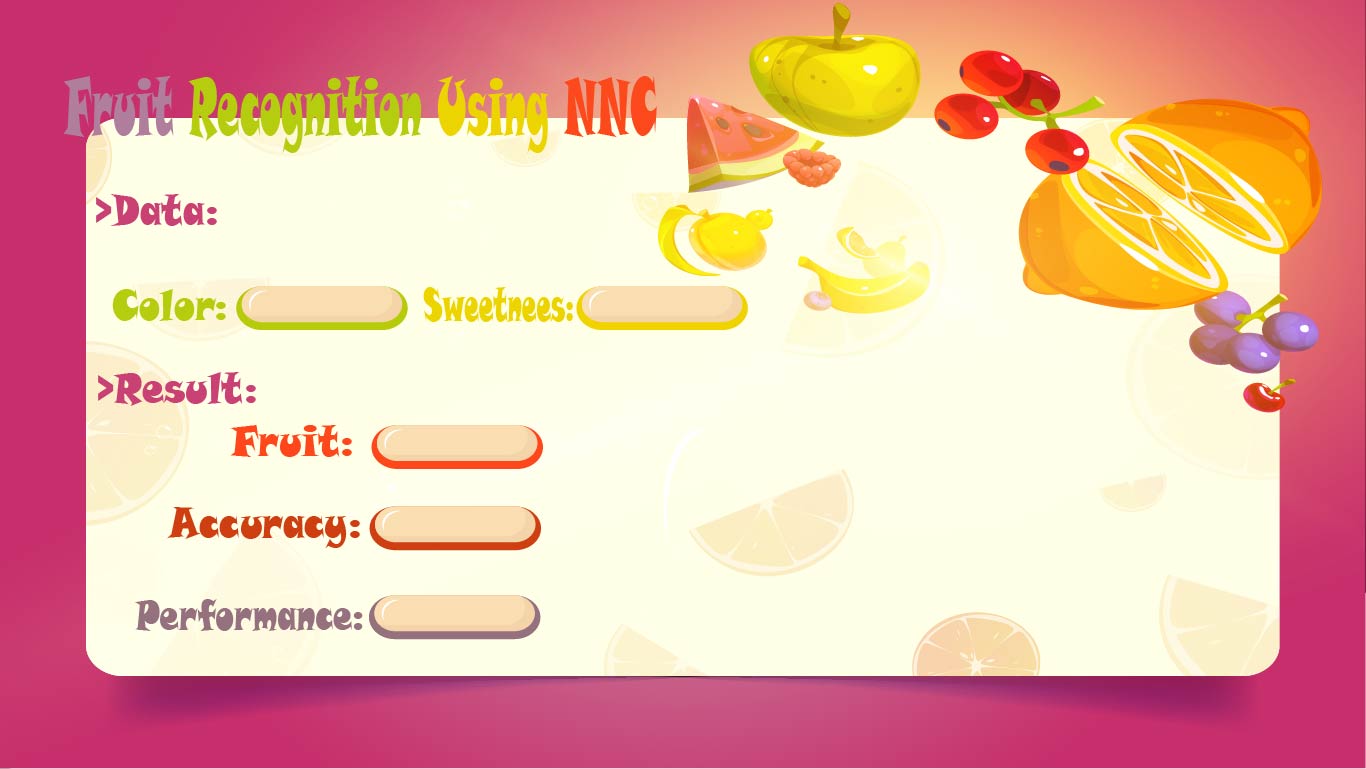 Fruit Recognition Using NNC
>Data:
Color: Sweetnees:
>Result:
Fruit:
Accuracy:
Performance: